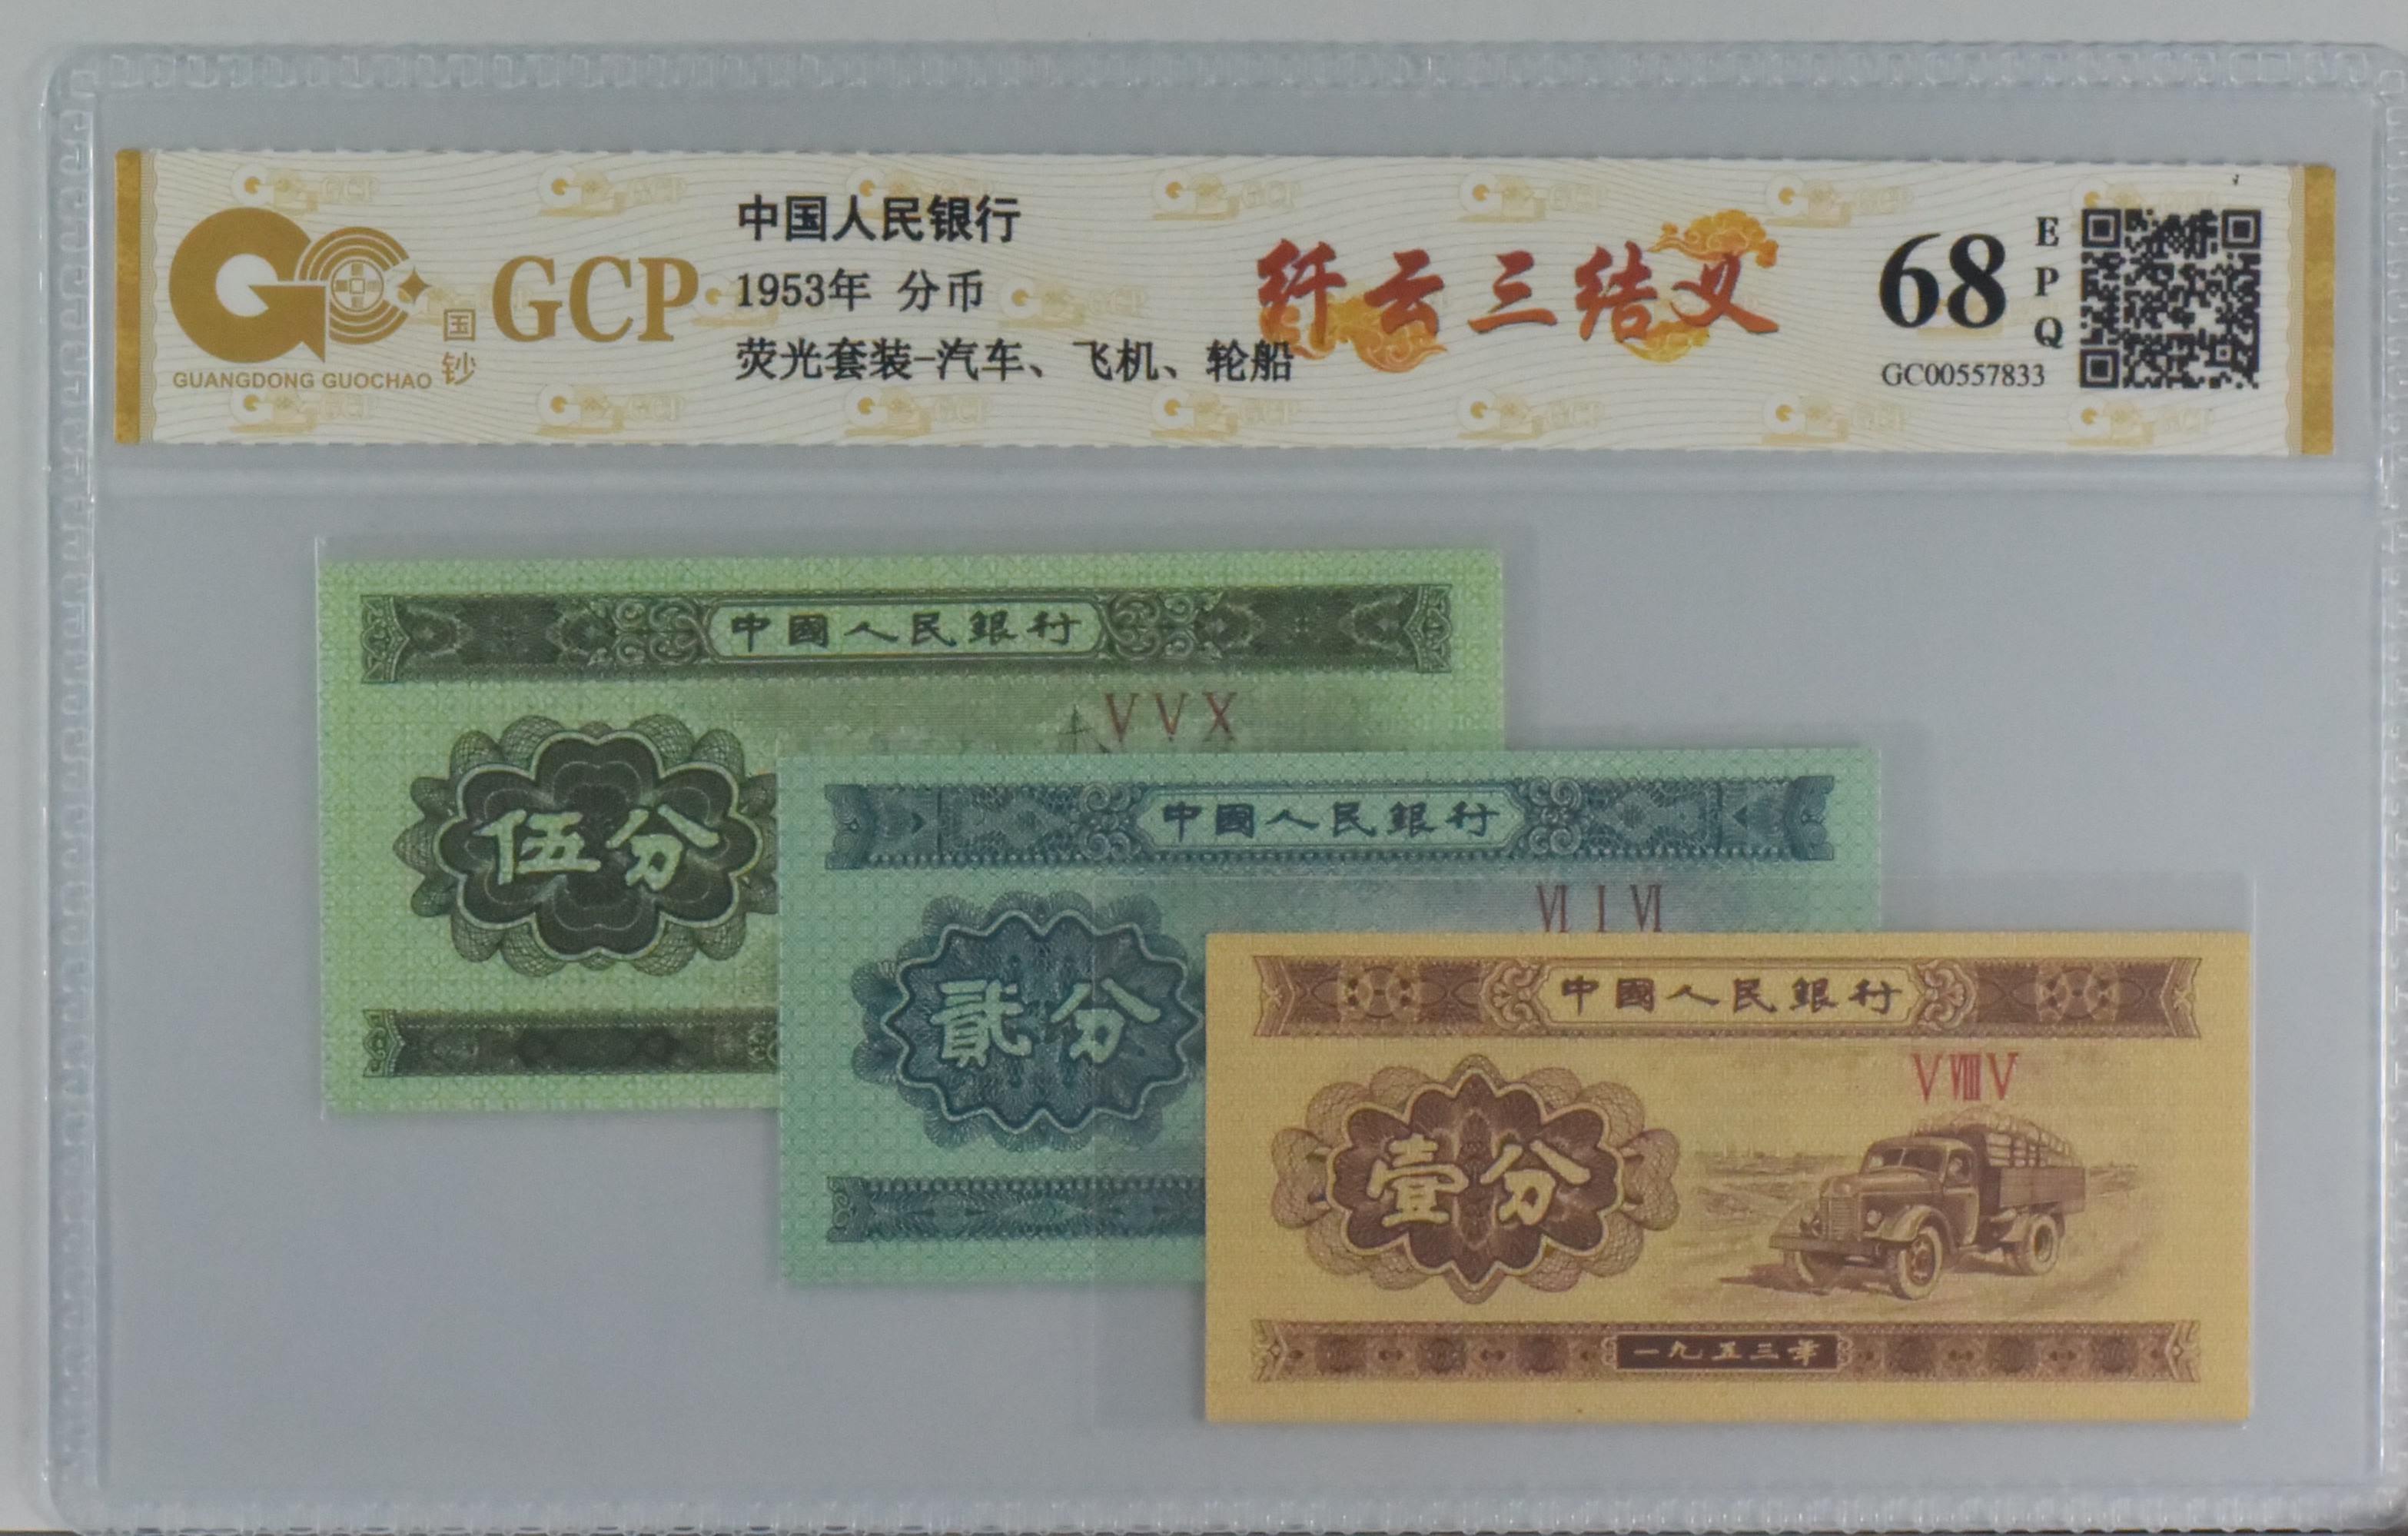 中国人民银行
1953年 分币
荧光套装-汽车、飞机、轮船
GCP
国钞
GUANGDONG GUOCHAO
纤云三结义
68
EPQ
GC00557833
中國人民銀行
V V X
伍分
中國人民銀行
VI I VI
貳分
中國人民銀行
V VIII V
壹分
一九五三年